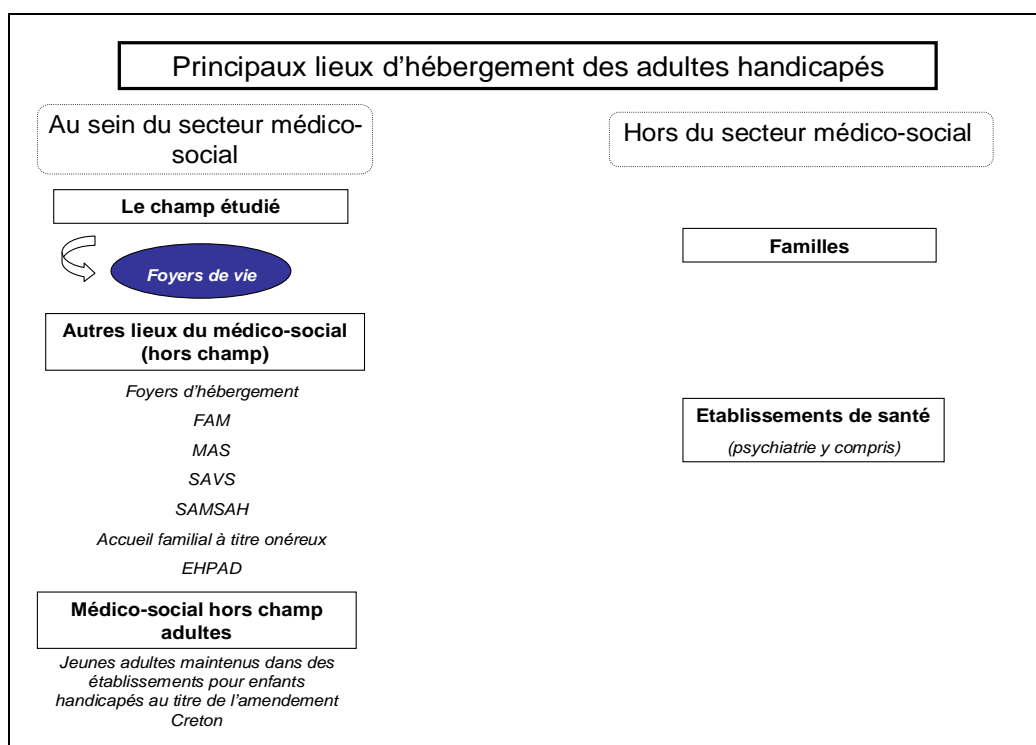 Principaux lieux d’hébergement des adultes handicapés
Au sein du secteur médico-
social
Le champ étudié
Foyers de vie
Autres lieux du médico-social
(hors champ)
Foyers d’hébergement
FAM
MAS
SAVS
SAMSAH
Accueil familial à titre onéreux
EHPAD
Médico-social hors champ
adultes
Jeunes adultes maintenus dans des
établissements pour enfants
handicapés au titre de l’amendement
Creton
Hors du secteur médico-social
Familles
Etablissements de santé
(psychiatrie y compris)